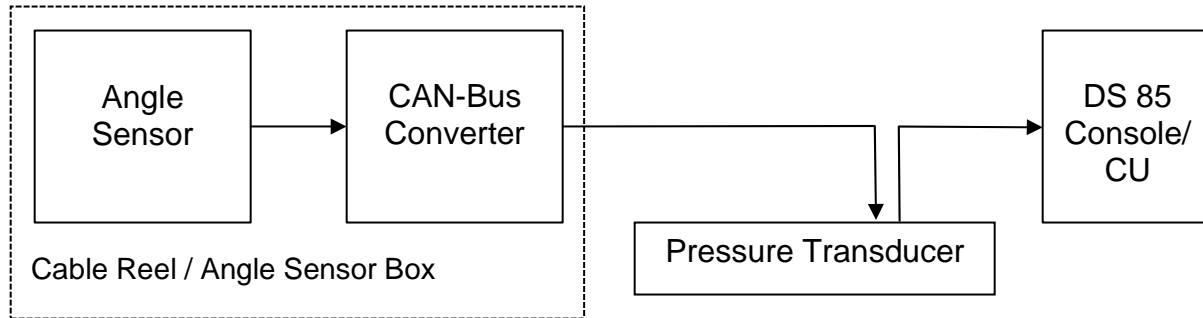 Angle
Sensor
CAN-Bus
Converter
DS 85
Console/
CU
Pressure Transducer
Cable Reel / Angle Sensor Box